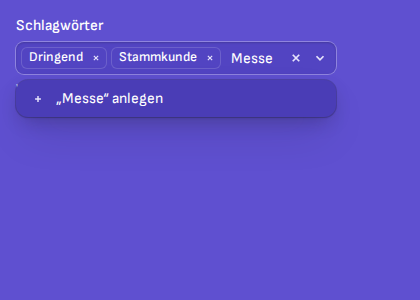 Schlagwörter
Dringend × Stammkunde × Messe × 
+ „Messe“ anlegen